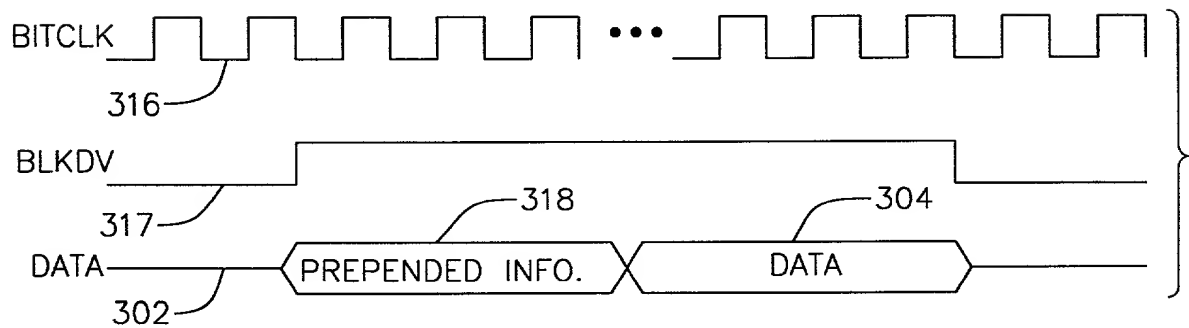 BITCLK
316
BLKDV
317
318
304
DATA
PREPENDED INFO.
DATA
302